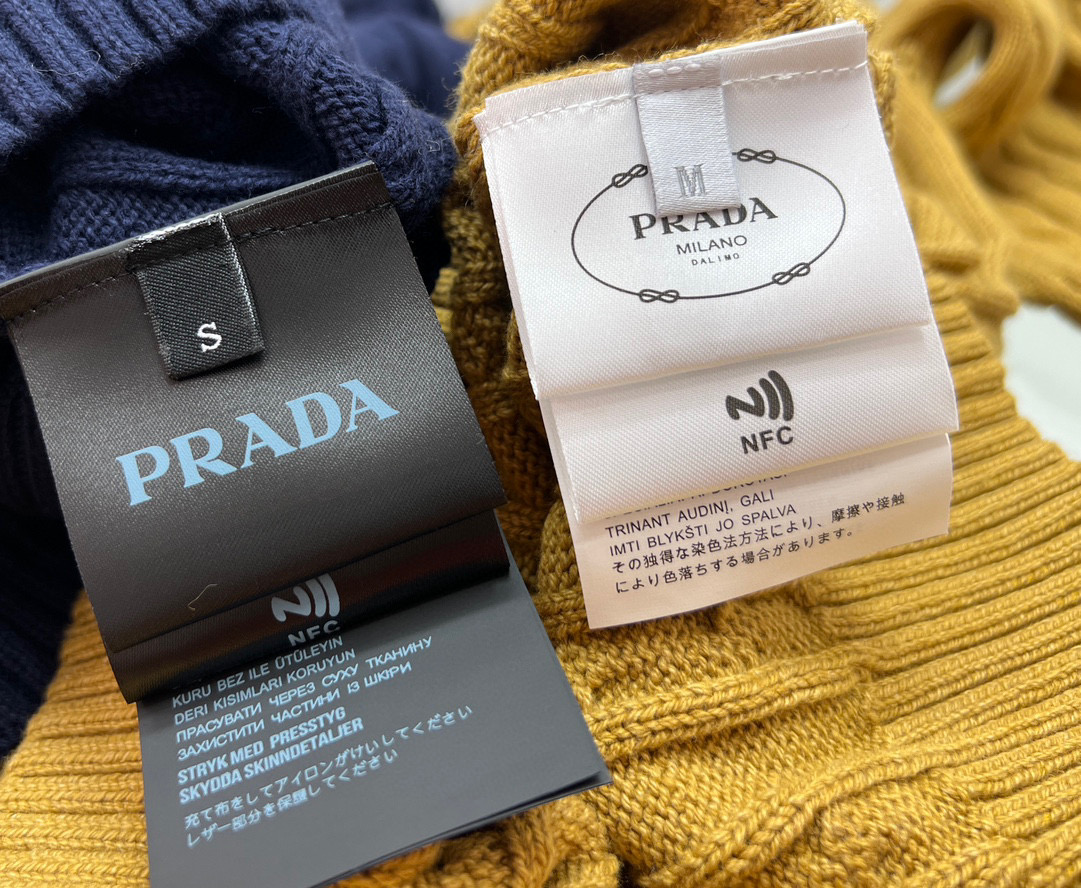 S
PRADA
NFC
KURU BEZ ILE ÜTÜLEYIN
DERI KISIMLARI KORUYUN
ПРАСУВАТИ ЧЕРЕЗ СУХУ ТКАНИНУ
ЗАХИСТИТИ ЧАСТИНИ ІЗ ШКІРИ
STRYK MED PRESSTYG
SKYDDA SKINNDETALJER
充て布をしてアイロンがけいしてください
レザー部分を保護してください
M
PRADA
MILANO
DALIMO
NFC
TRINANT AUDINĮ, GALI
IMTI BLYKŠTI JO SPALVA
その独得な染色法方法により、摩擦や接触
により色落ちする場合があります。